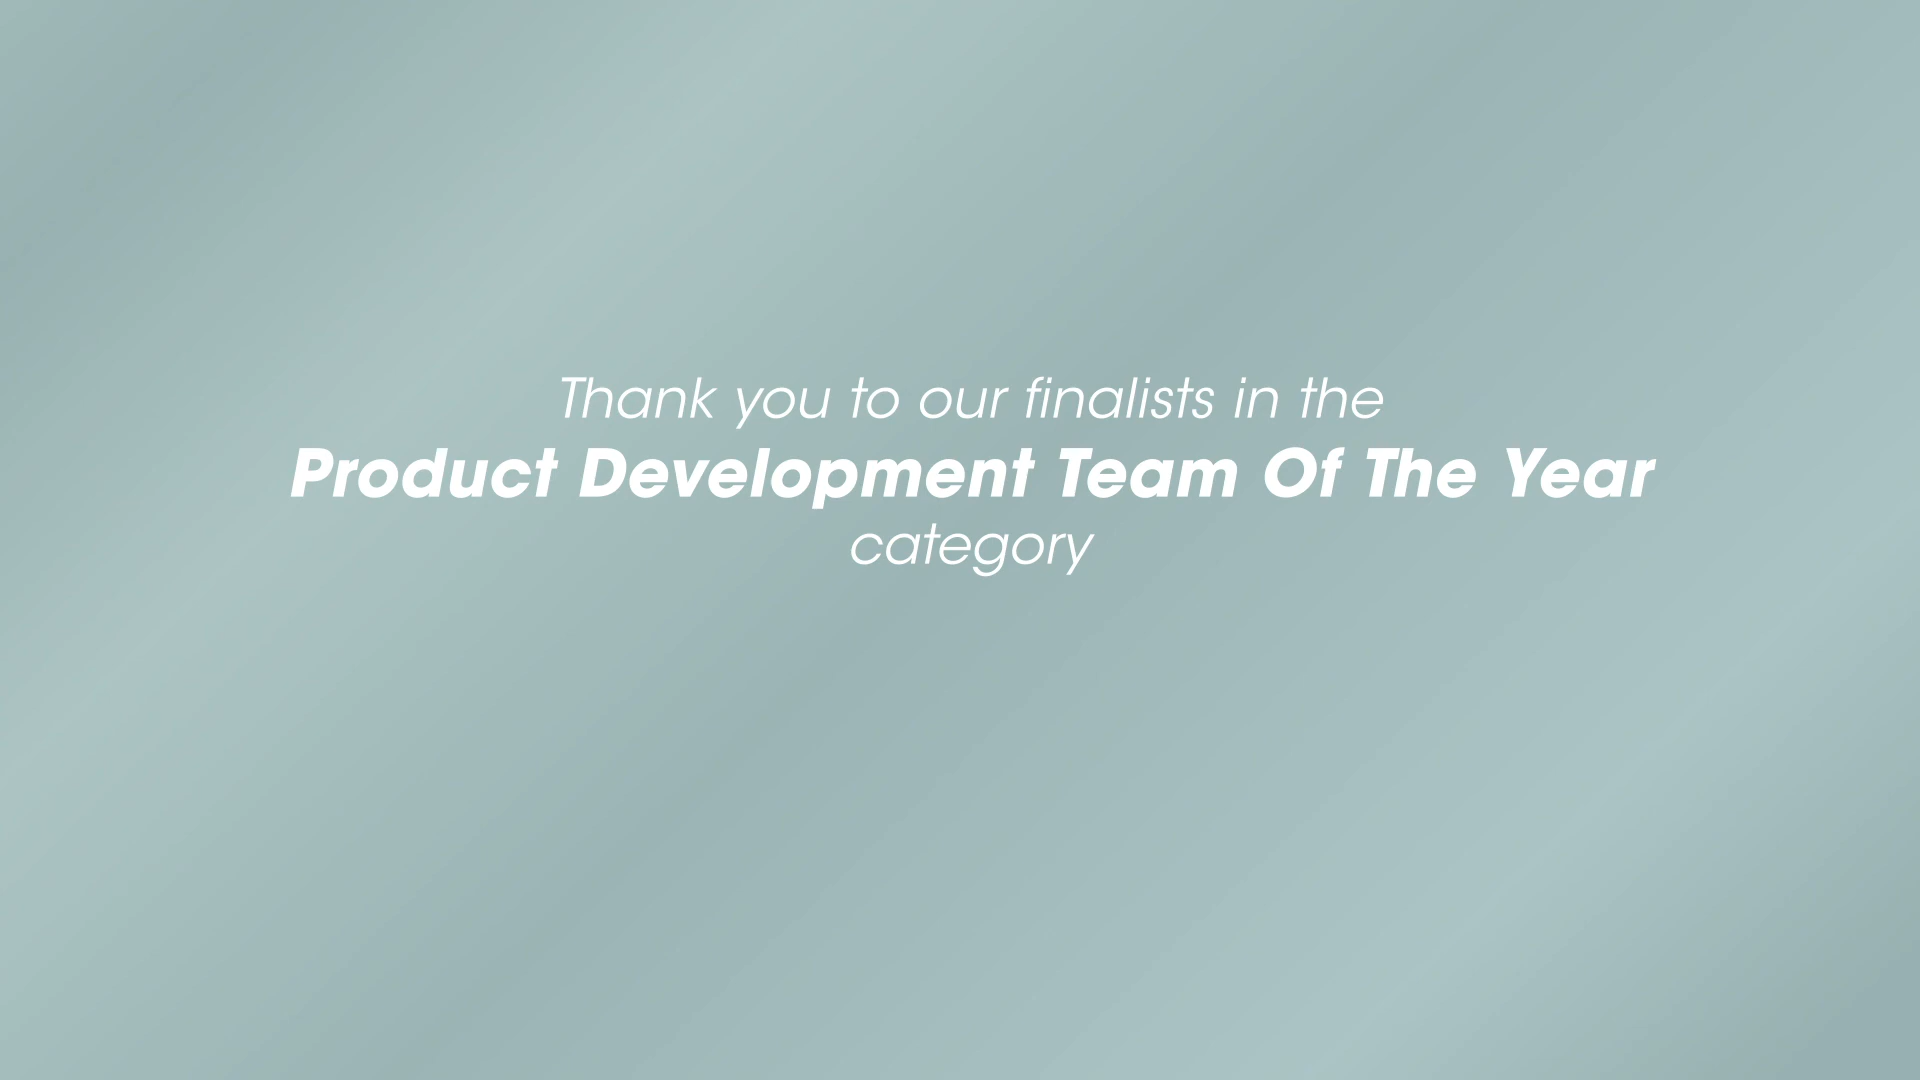 Thank you to our finalists in the
Product Development Team Of The Year
category